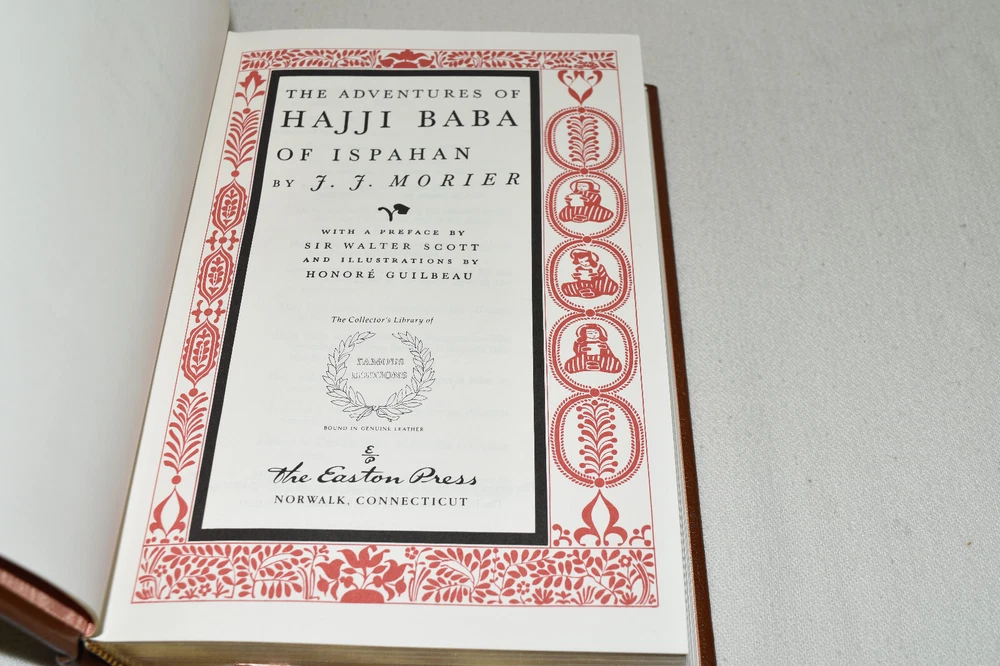 THE ADVENTURES OF
HAJJI BABA
OF ISPAHAN
BY J. J. MORIER
WITH A PREFACE BY
SIR WALTER SCOTT
AND ILLUSTRATIONS BY
HONORÉ GUILBEAU
The Collector's Library of
FAMOUS
EDITIONS
BOUND IN GENUINE LEATHER
E
P
the Easton Press
NORWALK, CONNECTICUT